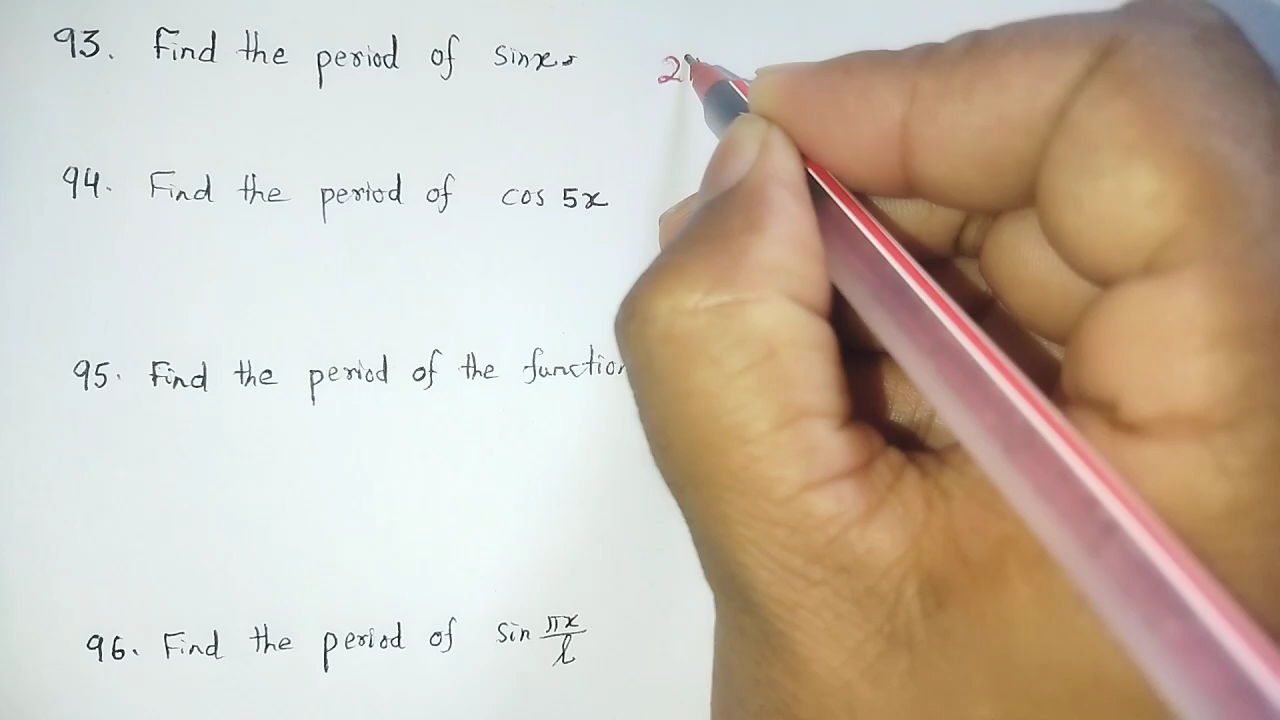 93. Find the period of sinx. 2
94. Find the period of cos 5x
95. Find the period of the function
96. Find the period of sin πx/l